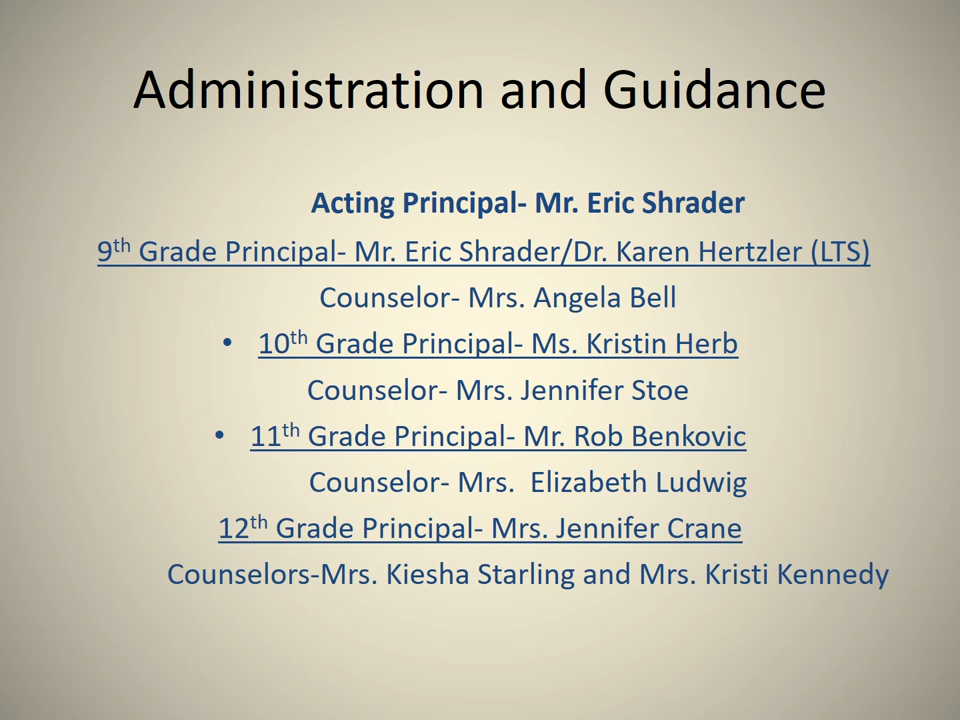 Administration and Guidance
Acting Principal- Mr. Eric Shrader
9th Grade Principal- Mr. Eric Shrader/Dr. Karen Hertzler (LTS)
Counselor- Mrs. Angela Bell
• 10th Grade Principal- Ms. Kristin Herb
Counselor- Mrs. Jennifer Stoe
• 11th Grade Principal- Mr. Rob Benkovic
Counselor- Mrs.  Elizabeth Ludwig
12th Grade Principal- Mrs. Jennifer Crane
Counselors-Mrs. Kiesha Starling and Mrs. Kristi Kennedy